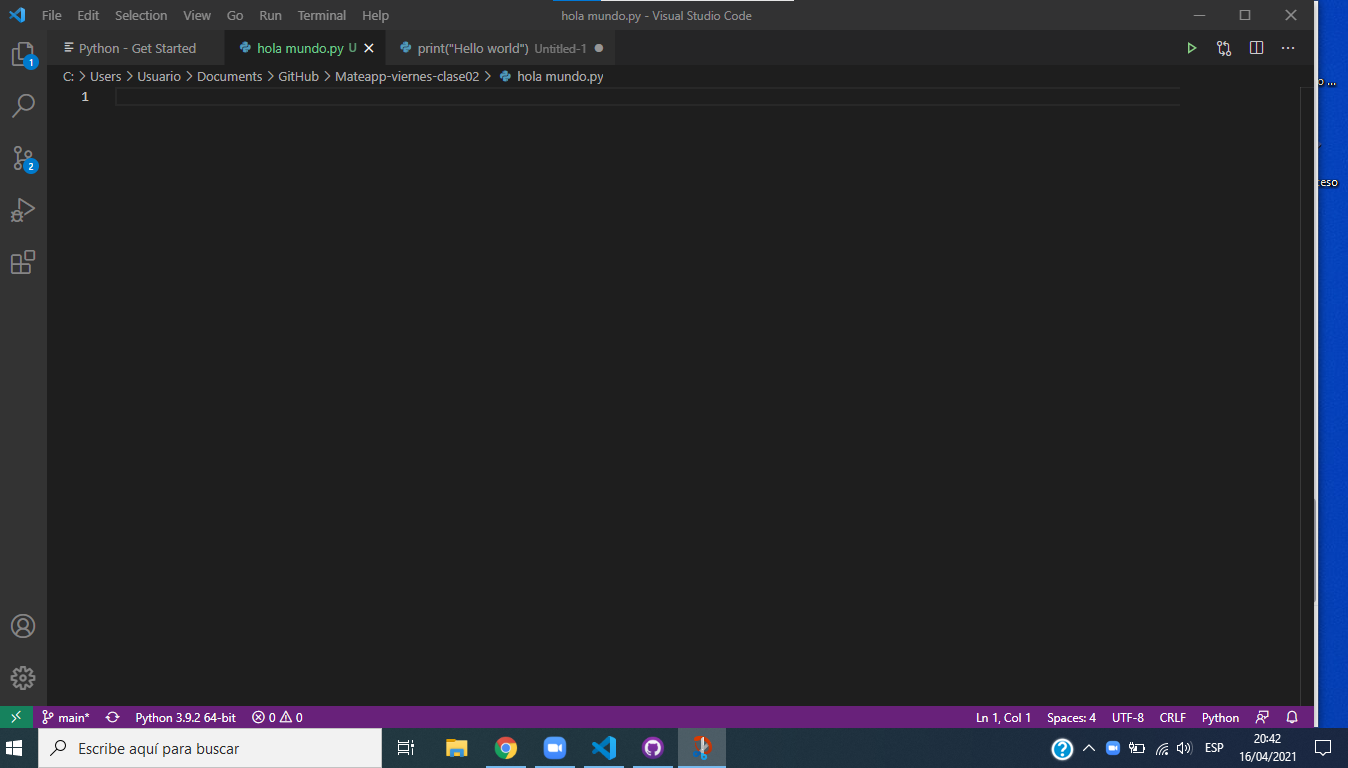 File Edit Selection View Go Run Terminal Help hola mundo.py - Visual Studio Code
Python - Get Started hola mundo.py U print("Hello world") Untitled-1
1
C: > Users > Usuario > Documents > GitHub > Mateapp-viernes-clase02 > hola mundo.py
1
o ...
2
eso
main* Python 3.9.2 64-bit 0 0 Ln 1, Col 1 Spaces: 4 UTF-8 CRLF Python
Escribe aquí para buscar
ESP
20:42
16/04/2021